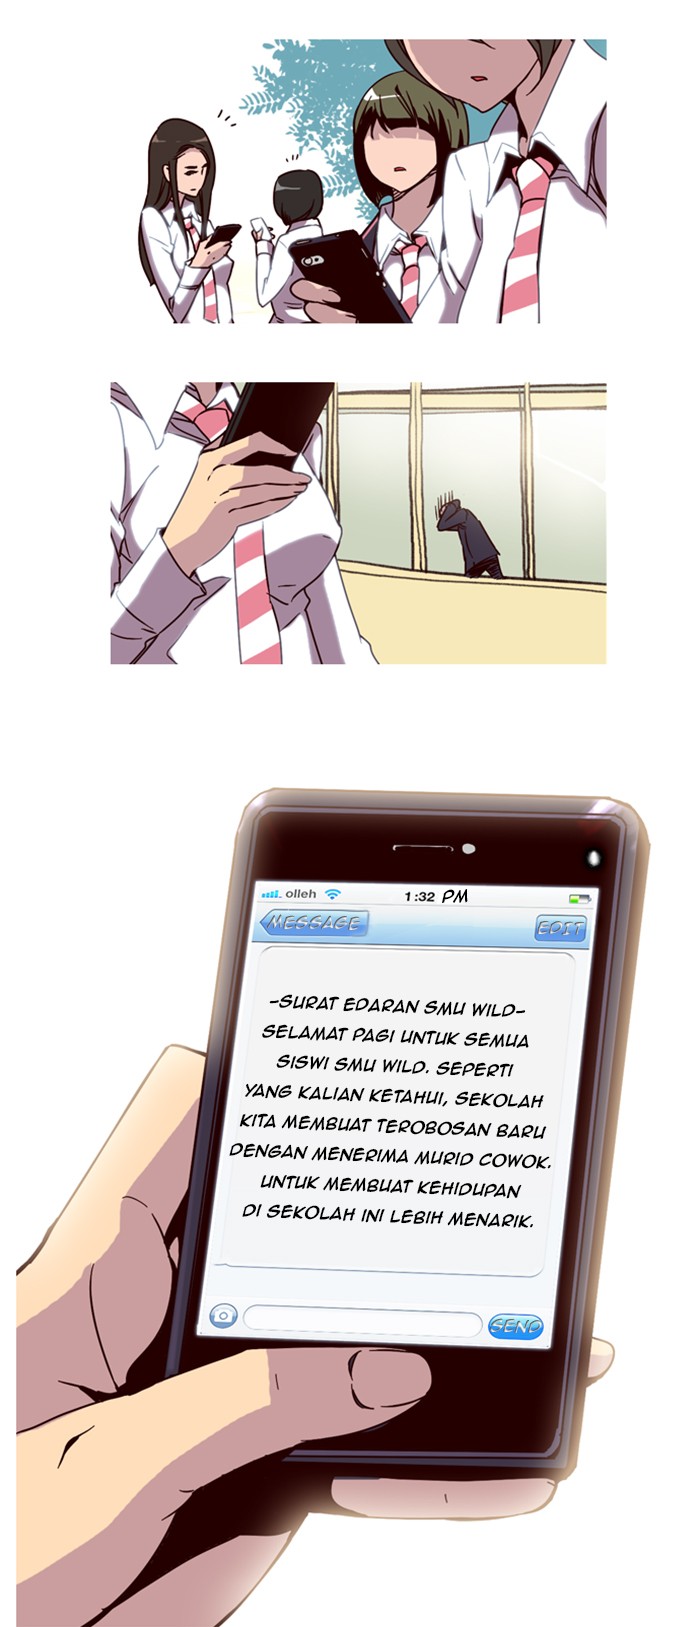 olleh 1:32 PM
MESSAGE EDIT
-SURAT EDARAN SMU WILD-
SELAMAT PAGI UNTUK SEMUA
SISWI SMU WILD. SEPERTI
YANG KALIAN KETAHUI, SEKOLAH
KITA MEMBUAT TEROBOSAN BARU
DENGAN MENERIMA MURID COWOK.
UNTUK MEMBUAT KEHIDUPAN
DI SEKOLAH INI LEBIH MENARIK.
SEND